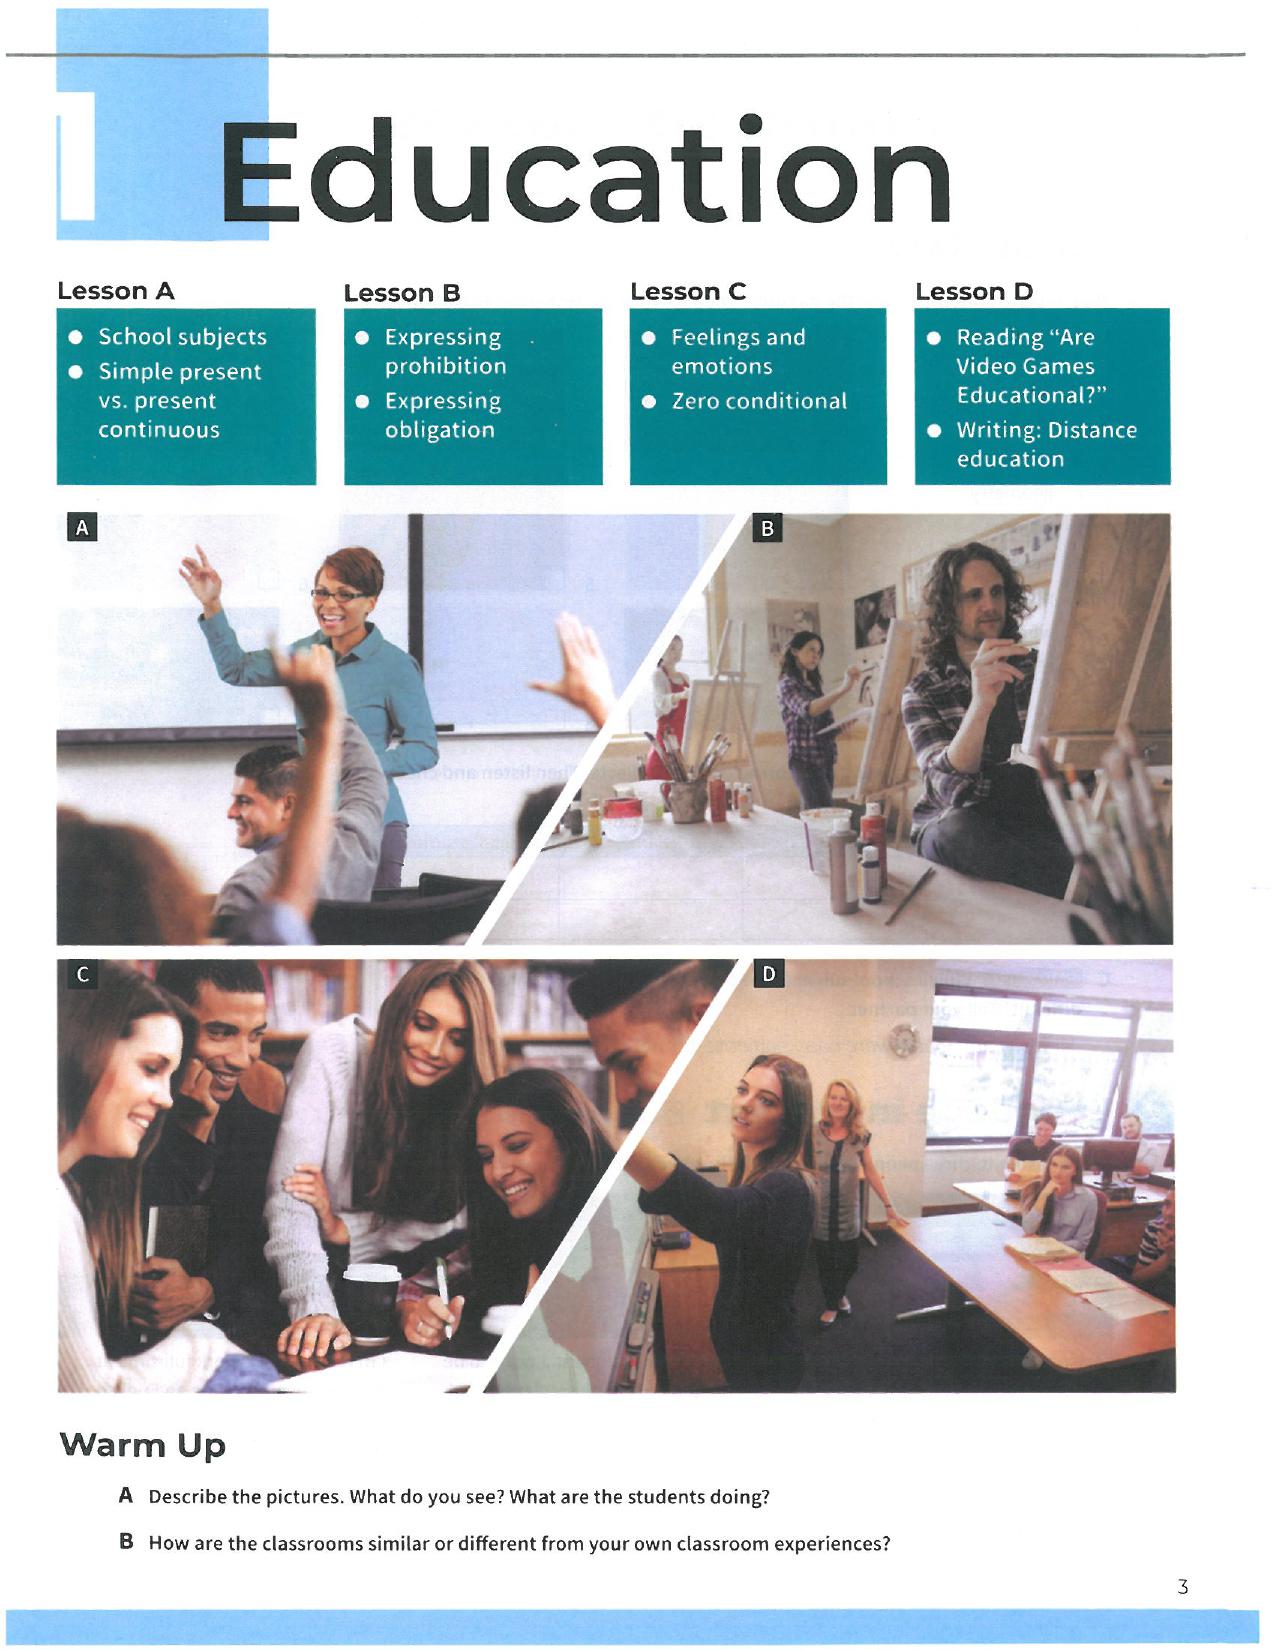 1
Education
Lesson A
● School subjects
● Simple present
vs. present
continuous
Lesson B
● Expressing
prohibition
● Expressing
obligation
Lesson C
● Feelings and
emotions
● Zero conditional
Lesson D
● Reading “Are
Video Games
Educational?”
● Writing: Distance
education
A
B
C
D
Warm Up
A Describe the pictures. What do you see? What are the students doing?
B How are the classrooms similar or different from your own classroom experiences?
3